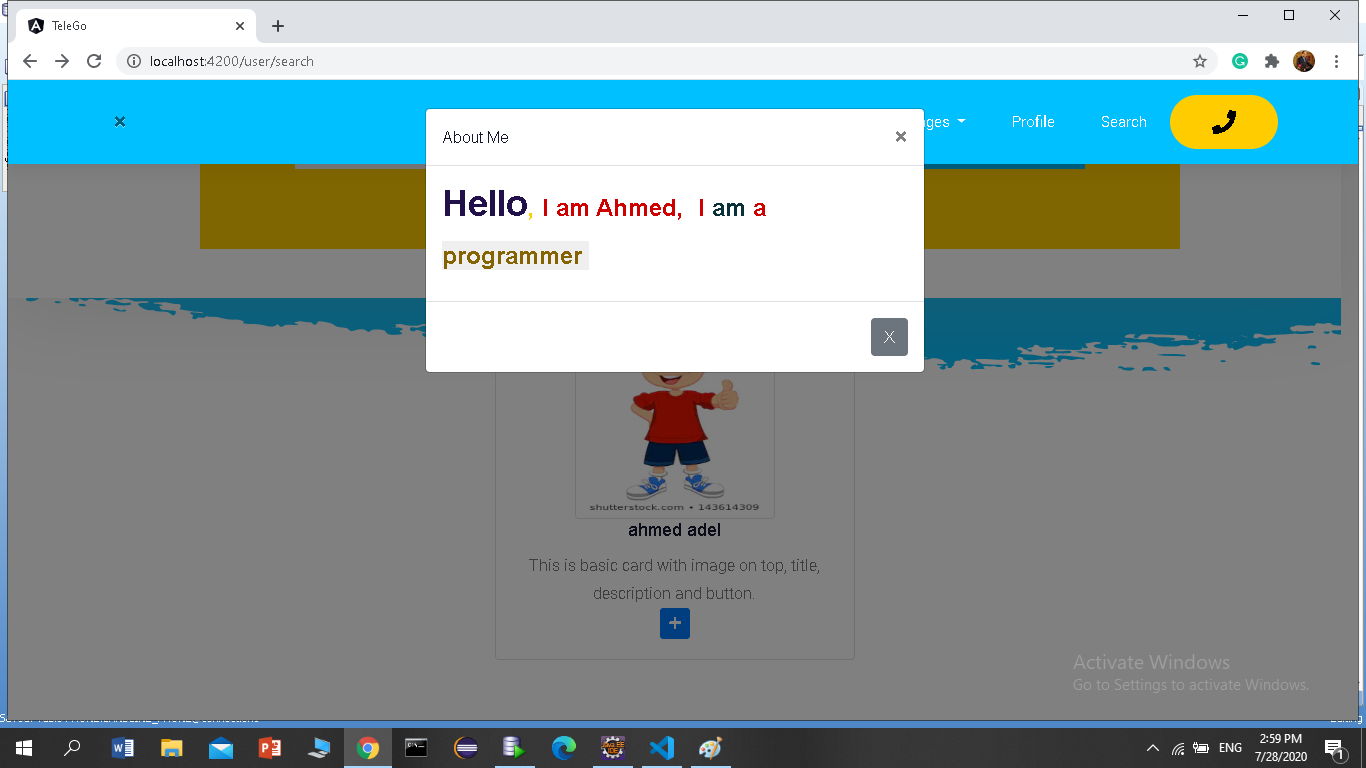 TeleGo
localhost:4200/user/search
ges
Profile
Search
About Me
×
Hello, I am Ahmed, I am a
programmer
X
shutterstock.com • 143614309
ahmed adel
This is basic card with image on top, title,
description and button.
+
Activate Windows
Go to Settings to activate Windows.
ENG
2:59 PM
7/28/2020
1